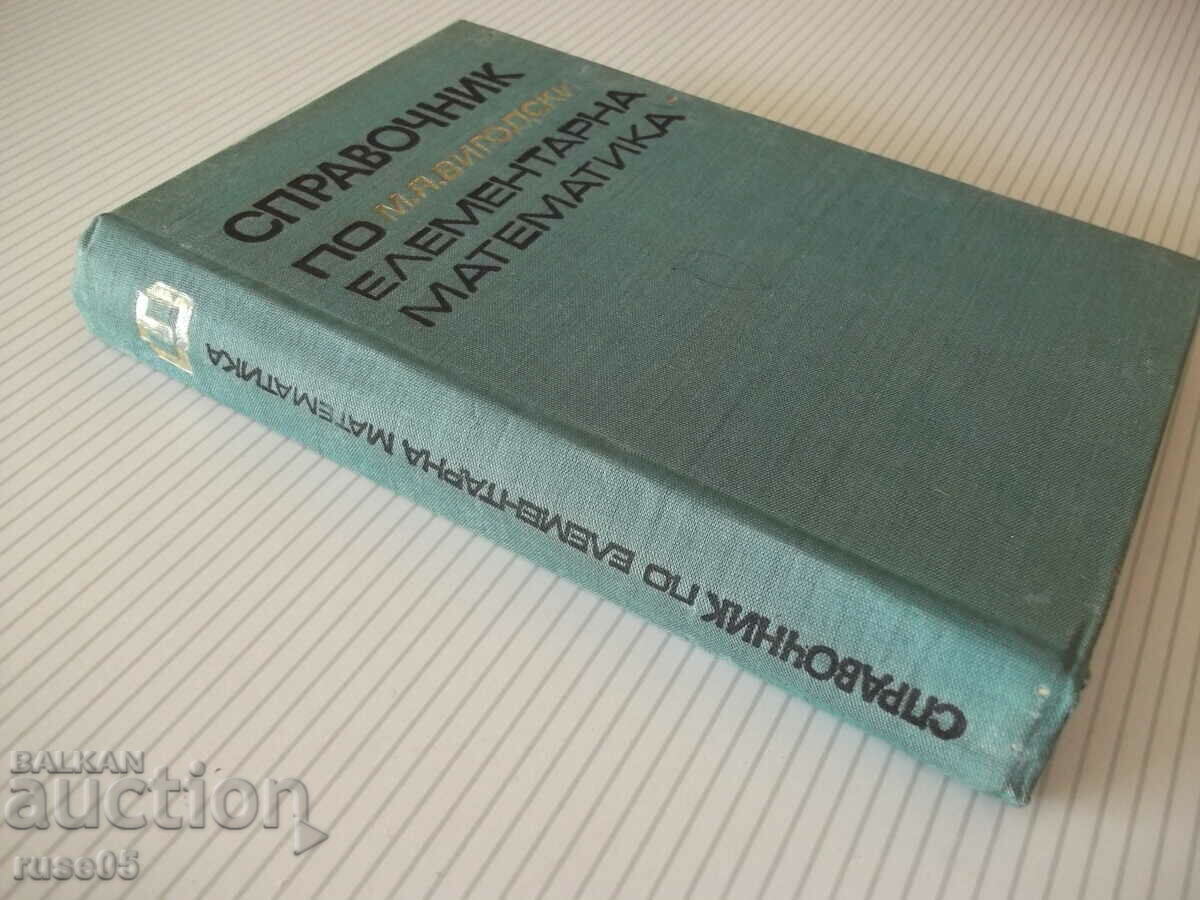 СПРАВОЧНИК
ПО М.Я.ВИГОДСКИ
ЕЛЕМЕНТАРНА
МАТЕМАТИКА
СПРАВОЧНИК ПО ЕЛЕМЕНТАРНА МАТЕМАТИКА
BALKAN
auction
ruse05